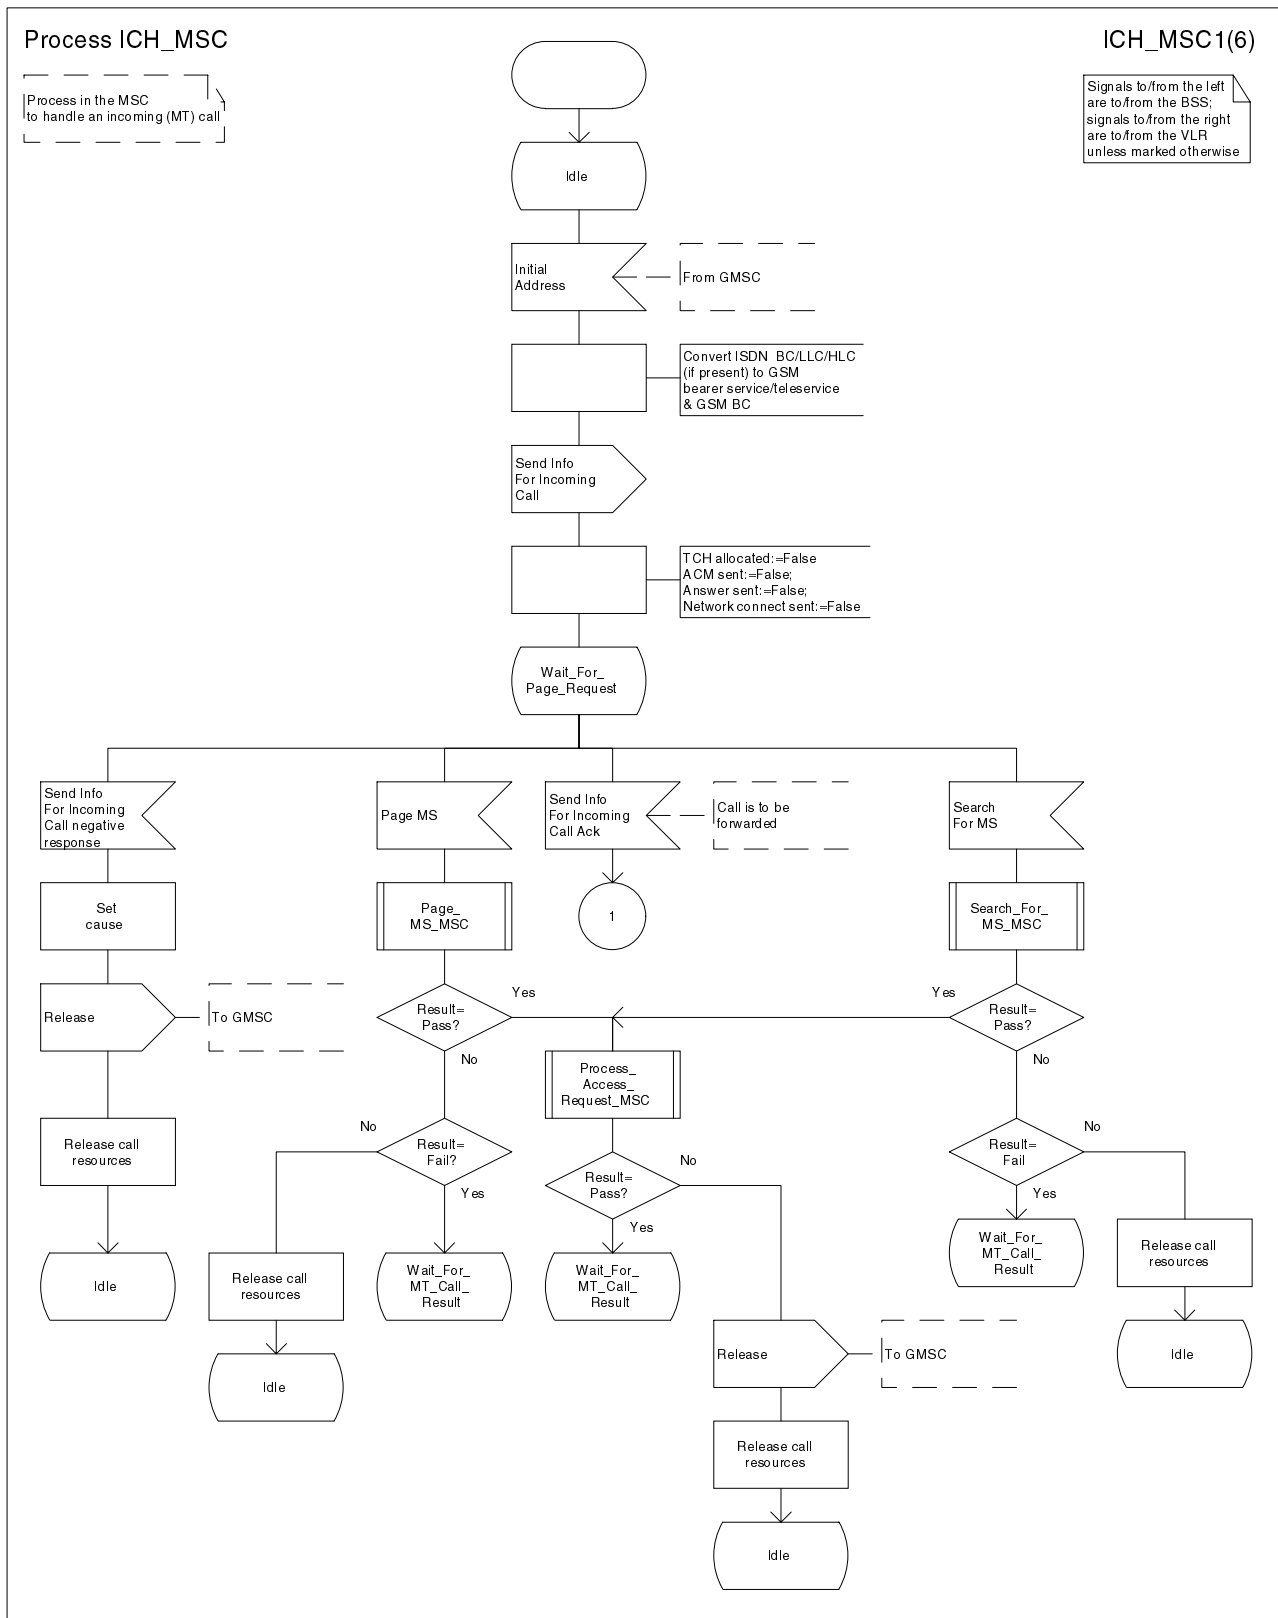 Process ICH_MSC
ICH_MSC1(6)
Process in the MSC
to handle an incoming (MT) call
Signals to/from the left
are to/from the BSS;
signals to/from the right
are to/from the VLR
unless marked otherwise
Idle
Initial
Address
From GMSC
Convert ISDN BC/LLC/HLC
(if present) to GSM
bearer service/teleservice
& GSM BC
Send Info
For Incoming
Call
TCH allocated:=False
ACM sent:=False;
Answer sent:=False;
Network connect sent:=False
Wait_For_
Page_Request
Send Info
For Incoming
Call negative
response
Page MS
Send Info
For Incoming
Call Ack
Call is to be
forwarded
Search
For MS
Set
cause
Page_
MS_MSC
1
Search_For_
MS_MSC
Release
To GMSC
Result=
Pass?
Yes
No
Yes
Result=
Pass?
No
Process_
Access_
Request_MSC
Release call
resources
No
Result=
Fail?
Yes
Result=
Pass?
No
Yes
Result=
Fail
No
Yes
Idle
Release call
resources
Wait_For_
MT_Call_
Result
Wait_For_
MT_Call_
Result
Wait_For_
MT_Call_
Result
Release call
resources
Idle
Release
To GMSC
Idle
Release call
resources
Idle